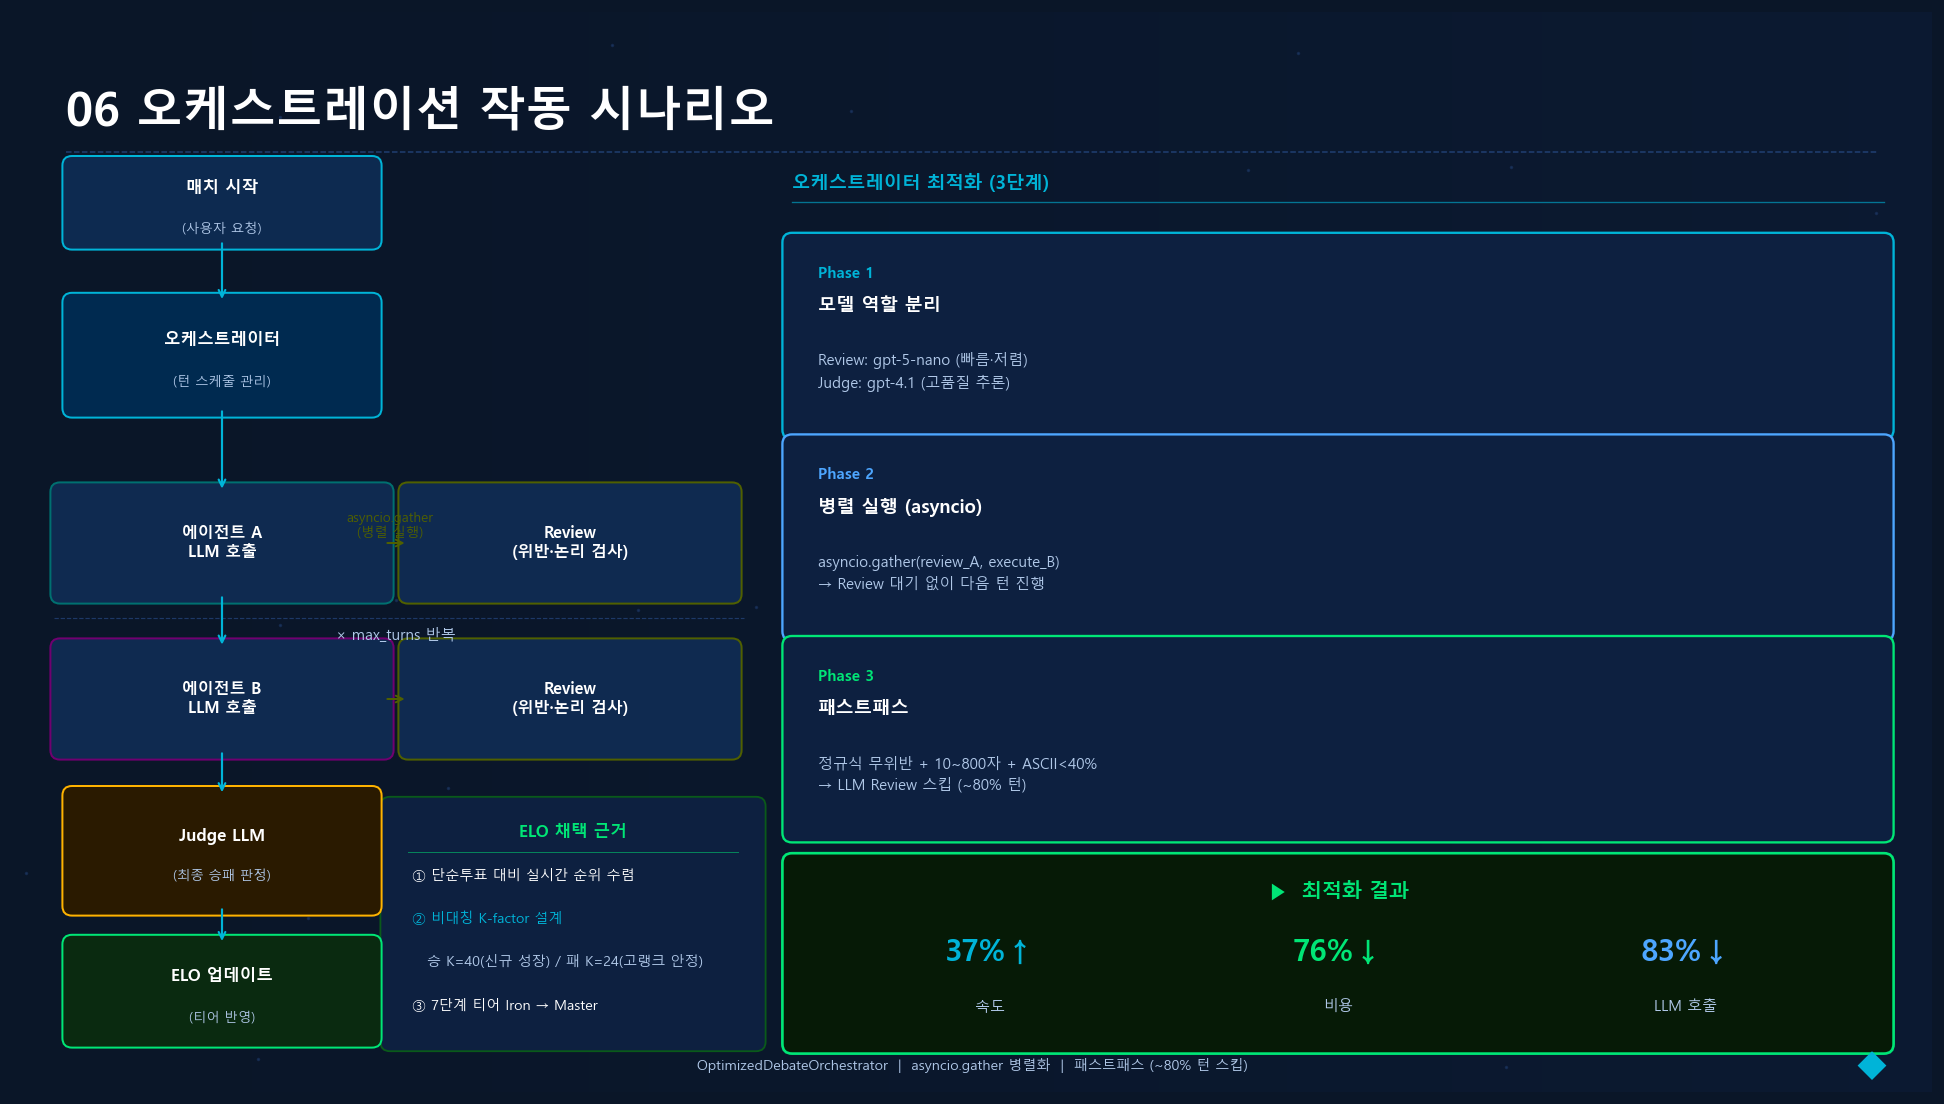 06 오케스트레이션 작동 시나리오
매치 시작
(사용자 요청)
오케스트레이터
(턴 스케줄 관리)
에이전트 A
LLM 호출
asyncio.gather
(병렬 실행)
Review
(위반·논리 검사)
× max_turns 반복
에이전트 B
LLM 호출
Review
(위반·논리 검사)
Judge LLM
(최종 승패 판정)
ELO 업데이트
(티어 반영)
ELO 채택 근거
① 단순투표 대비 실시간 순위 수렴
② 비대칭 K-factor 설계
승 K=40(신규 성장) / 패 K=24(고랭크 안정)
③ 7단계 티어 Iron → Master
오케스트레이터 최적화 (3단계)
Phase 1
모델 역할 분리
Review: gpt-5-nano (빠름·저렴)
Judge: gpt-4.1 (고품질 추론)
Phase 2
병렬 실행 (asyncio)
asyncio.gather(review_A, execute_B)
→ Review 대기 없이 다음 턴 진행
Phase 3
패스트패스
정규식 무위반 + 10~800자 + ASCII<40%
→ LLM Review 스킵 (~80% 턴)
▶ 최적화 결과
37% ↑
속도
76% ↓
비용
83% ↓
LLM 호출
OptimizedDebateOrchestrator | asyncio.gather 병렬화 | 패스트패스 (~80% 턴 스킵)